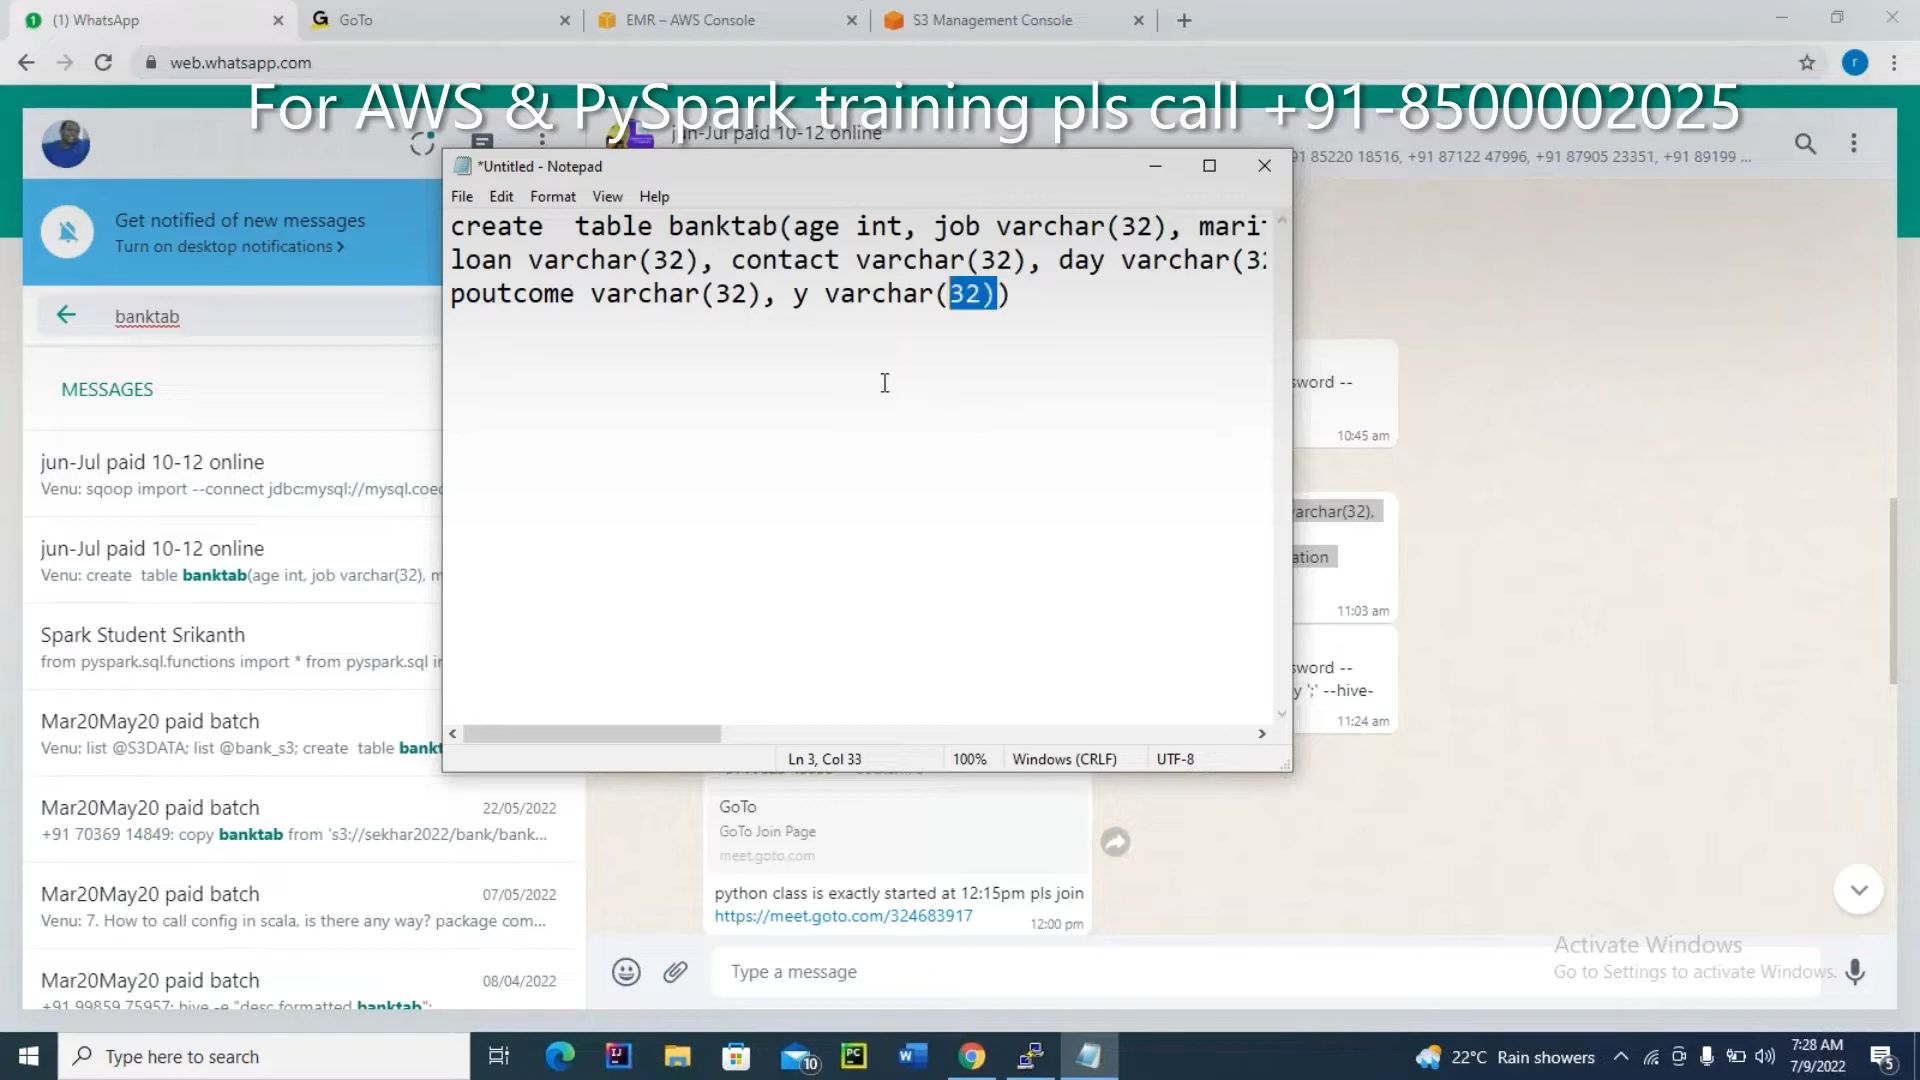 (1) WhatsApp
GoTo
EMR – AWS Console
S3 Management Console
web.whatsapp.com
For AWS & PySpark training pls call +91-8500002025
jun-Jul paid 10-12 online
85220 18516, +91 87122 47996, +91 87905 23351, +91 89199 ...
*Untitled - Notepad
File Edit Format View Help
create  table banktab(age int, job varchar(32), mari
loan varchar(32), contact varchar(32), day varchar(32
poutcome varchar(32), y varchar(32))
Ln 3, Col 33
100%
Windows (CRLF)
UTF-8
Get notified of new messages
Turn on desktop notifications >
banktab
MESSAGES
jun-Jul paid 10-12 online
Venu: sqoop import --connect jdbc:mysql://mysql.coec
jun-Jul paid 10-12 online
Venu: create  table banktab(age int, job varchar(32), m
Spark Student Srikanth
from pyspark.sql.functions import * from pyspark.sql i
Mar20May20 paid batch
Venu: list @S3DATA; list @bank_s3; create  table bankt
Mar20May20 paid batch
22/05/2022
+91 70369 14849: copy banktab from 's3://sekhar2022/bank/bank...
Mar20May20 paid batch
07/05/2022
Venu: 7. How to call config in scala, is there any way? package com...
Mar20May20 paid batch
08/04/2022
+91 99859 75957: hive -e "desc formatted banktab";
sword --
10:45 am
varchar(32),
ation
11:03 am
sword --
y ';' --hive-
11:24 am
GoTo
GoTo Join Page
meet.goto.com
python class is exactly started at 12:15pm pls join
https://meet.goto.com/324683917
12:00 pm
Type a message
Activate Windows
Go to Settings to activate Windows.
Type here to search
10
22°C Rain showers
7:28 AM
7/9/2022
5